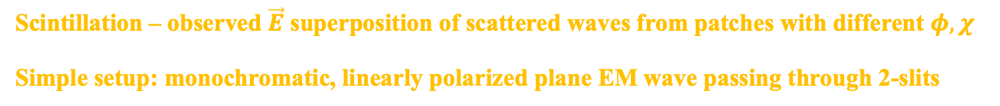 Scintillation – observed \vec{E} superposition of scattered waves from patches with different ϕ, χ
Simple setup: monochromatic, linearly polarized plane EM wave passing through 2-slits